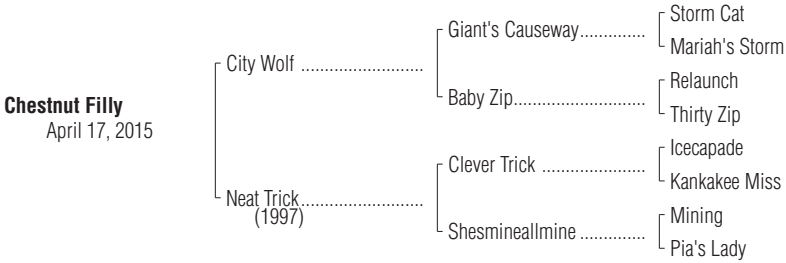 Storm Cat
Giant's Causeway..............
Mariah's Storm
City Wolf ..........................
Relaunch
Baby Zip............................
Thirty Zip
Chestnut Filly
April 17, 2015
Icecapade
Clever Trick ......................
Kankakee Miss
Neat Trick..........................
(1997)
Mining
Shesmineallmine ..............
Pia's Lady